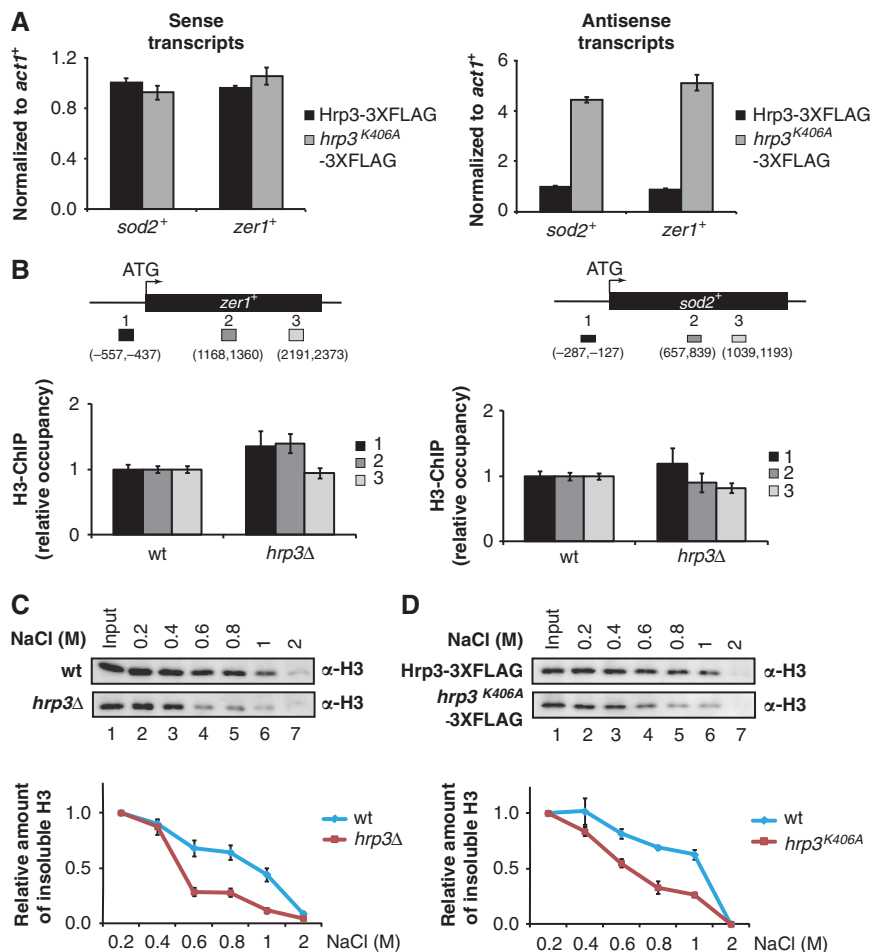 A
Sense
transcripts
Normalized to act1+
1.2
0.8
0.4
0.0
sod2+
zer1+
Hrp3-3XFLAG
hrp3K406A
-3XFLAG
Antisense
transcripts
Normalized to act1+
6
4
2
0
sod2+
zer1+
Hrp3-3XFLAG
hrp3K406A
-3XFLAG
B
ATG
zer1+
1 2 3
(–557,–437) (1168,1360) (2191,2373)
H3-ChIP
(relative occupancy)
2
1
0
wt
hrp3Δ
1
2
3
ATG
sod2+
1 2 3
(–287,–127) (657,839) (1039,1193)
H3-ChIP
(relative occupancy)
2
1
0
wt
hrp3Δ
1
2
3
C
NaCl (M) Input 0.2 0.4 0.6 0.8 1 2
wt α-H3
hrp3Δ α-H3
1 2 3 4 5 6 7
Relative amount
of insoluble H3
1.0
0.5
0.0
wt
hrp3Δ
0.2 0.4 0.6 0.8 1 2 NaCl (M)
D
NaCl (M) Input 0.2 0.4 0.6 0.8 1 2
Hrp3-3XFLAG α-H3
hrp3 K406A
-3XFLAG α-H3
1 2 3 4 5 6 7
Relative amount
of insoluble H3
1.0
0.5
0.0
wt
hrp3K406A
0.2 0.4 0.6 0.8 1 2 NaCl (M)